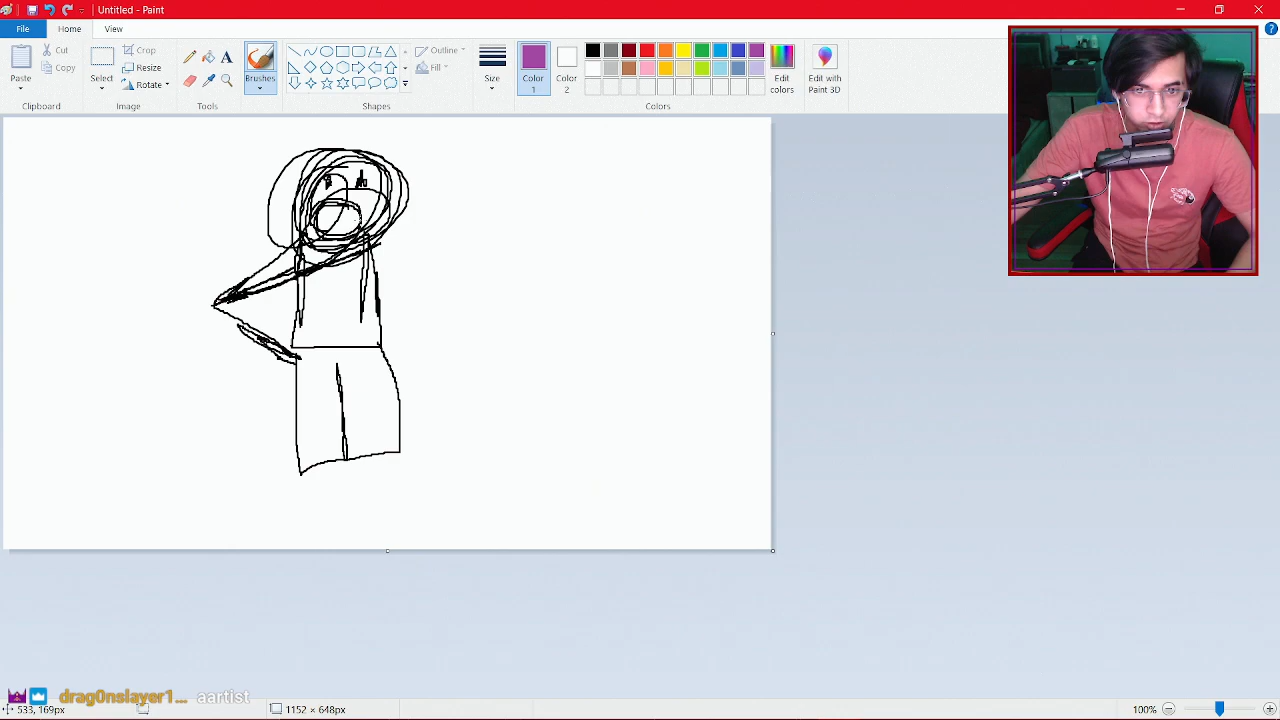 Untitled - Paint
File
Home
View
Paste
Cut
Copy
Clipboard
Select
Crop
Resize
Rotate
Image
Tools
Brushes
Shapes
Outline
Fill
Size
Color
1
Color
2
Colors
Edit
colors
Edit with
Paint 3D
drag0nslayer1... aartist
533, 169px
1152 × 648px
100%